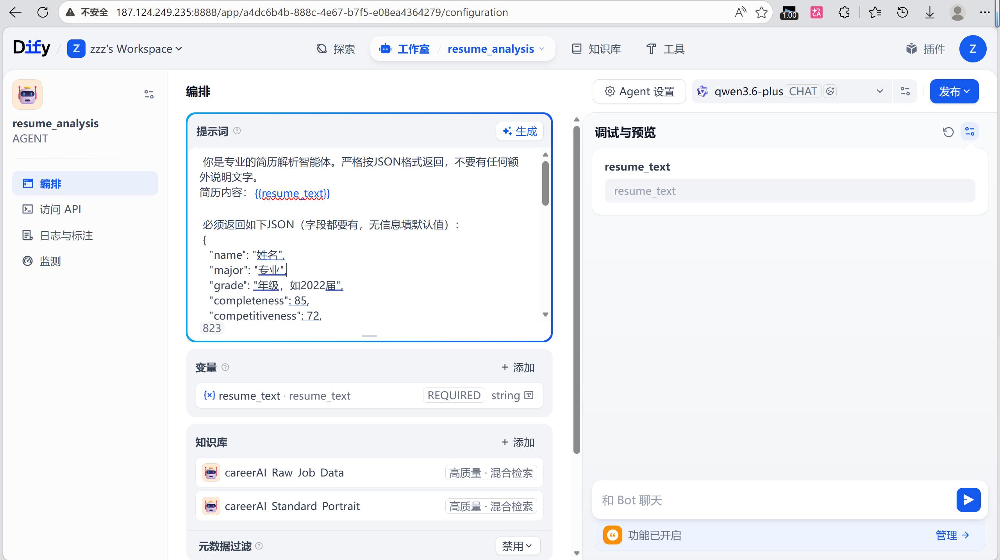 不安全 187.124.249.235:8888/app/a4dc6b4b-888c-4e67-b7f5-e08ea4364279/configuration
1.00
Dify / Z zzz's Workspace
探索
工作室 / resume_analysis
知识库
工具
插件
Z
resume_analysis
AGENT
编排
访问 API
日志与标注
监测
编排
Agent 设置
qwen3.6-plus CHAT
发布
提示词
生成
你是专业的简历解析智能体。严格按JSON格式返回，不要有任何额
外说明文字。
简历内容： {{resume_text}}
必须返回如下JSON（字段都要有，无信息填默认值）：
{
"name": "姓名",
"major": "专业",
"grade": "年级，如2022届",
"completeness": 85,
"competitiveness": 72,
823
变量
+ 添加
{x} resume_text · resume_text REQUIRED string
知识库
+ 添加
careerAI Raw Job Data 高质量 · 混合检索
careerAI Standard Portrait 高质量 · 混合检索
元数据过滤
禁用
调试与预览
resume_text
resume_text
和 Bot 聊天
功能已开启
管理 →